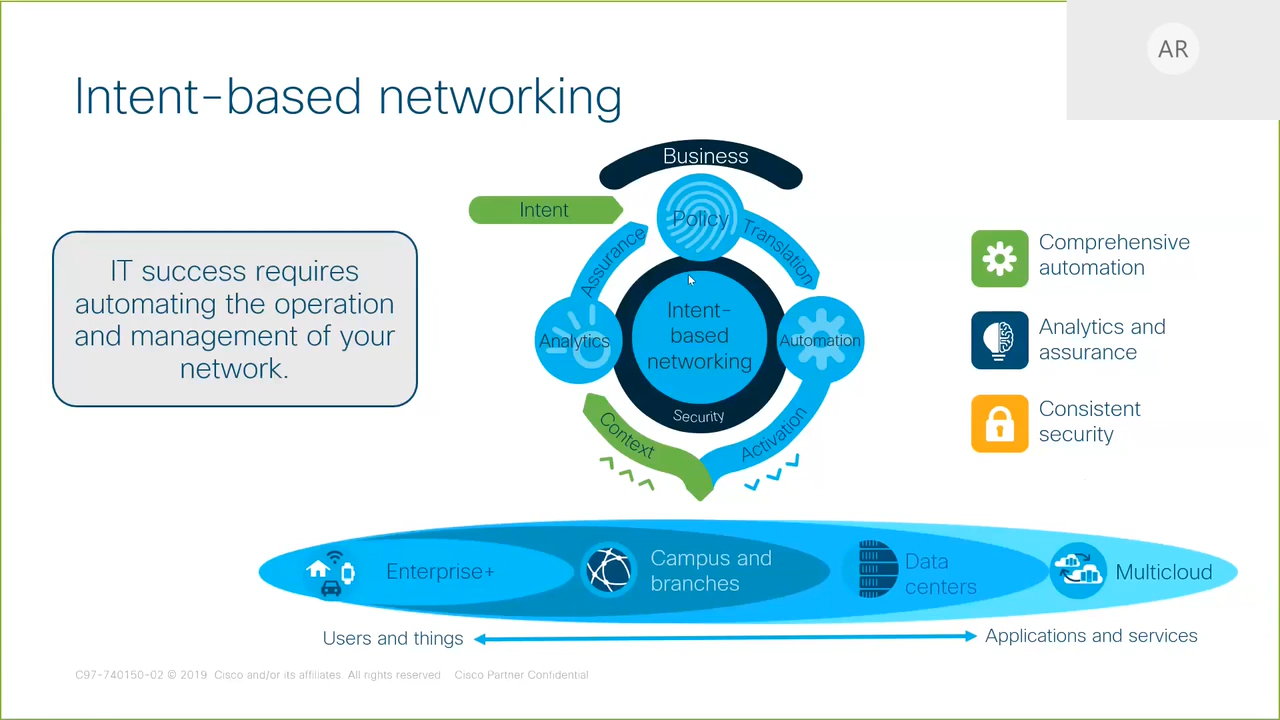 AR
Intent-based networking
Business
Intent
Policy
Assurance
Translation
IT success requires
automating the operation
and management of your
network.
Intent-
based
networking
Analytics
Automation
Security
Context
Activation
Comprehensive
automation
Analytics and
assurance
Consistent
security
Enterprise+
Campus and
branches
Data
centers
Multicloud
Users and things
Applications and services
C97-740150-02 © 2019 Cisco and/or its affiliates. All rights reserved Cisco Partner Confidential